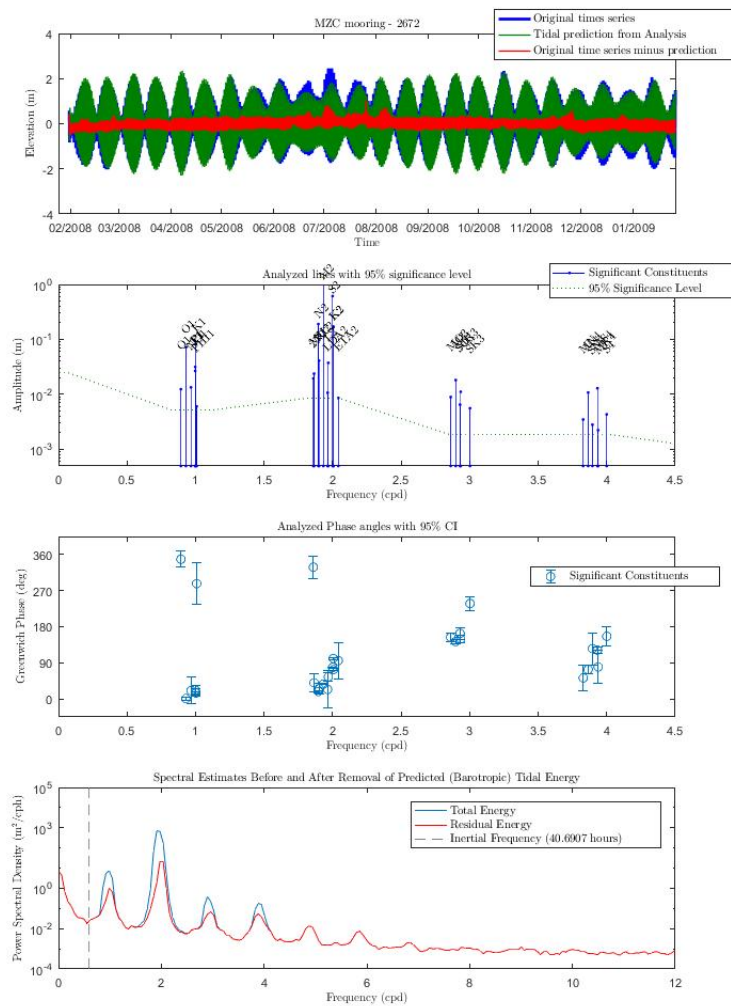 MZC mooring - 2672
Original times series
Tidal prediction from Analysis
Original time series minus prediction
Elevation (m)
4
2
0
-2
-4
02/2008 03/2008 04/2008 05/2008 06/2008 07/2008 08/2008 09/2008 10/2008 11/2008 12/2008 01/2009
Time
Analyzed lines with 95% significance level
Significant Constituents
95% Significance Level
Amplitude (m)
10^0
10^-1
10^-2
10^-3
O1 K1
N2 S2 K2 ETA2
SK3
0 0.5 1 1.5 2 2.5 3 3.5 4 4.5
Frequency (cpd)
Analyzed Phase angles with 95% CI
Significant Constituents
Greenwich Phase (deg)
360
270
180
90
0
0 0.5 1 1.5 2 2.5 3 3.5 4 4.5
Frequency (cpd)
Spectral Estimates Before and After Removal of Predicted (Barotropic) Tidal Energy
Total Energy
Residual Energy
Inertial Frequency (40.6907 hours)
Power Spectral Density (m²/cph)
10^5
10^3
10^0
10^-2
10^-4
0 2 4 6 8 10 12
Frequency (cpd)